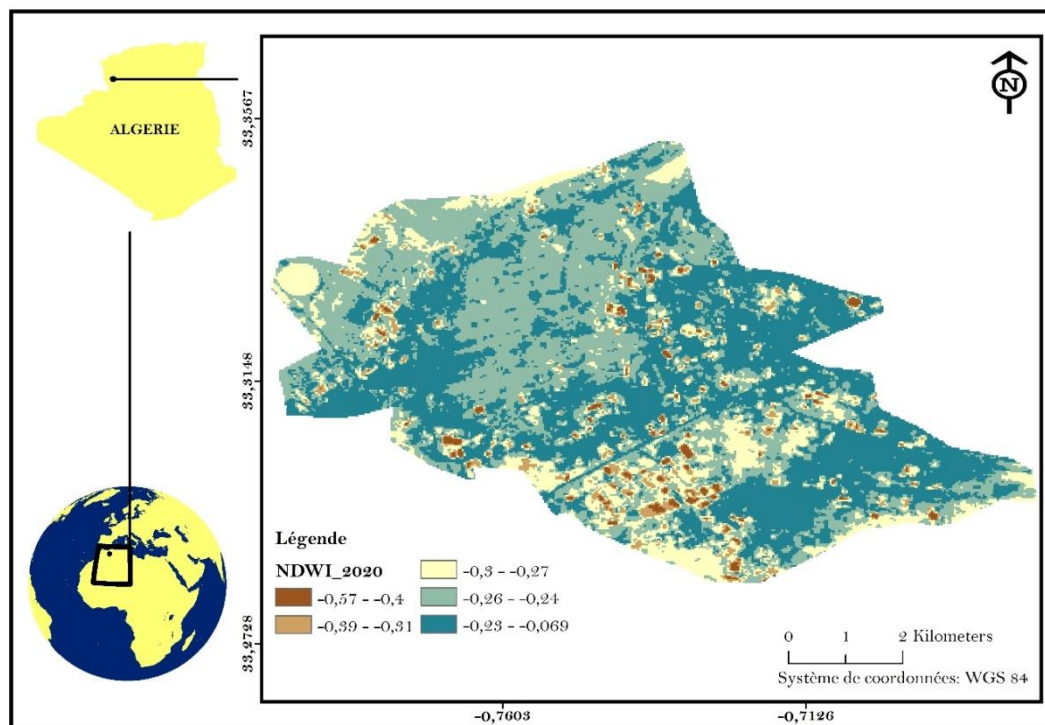 ALGERIE
N
33,3567
33,3148
33,2728
Légende
NDWI_2020
-0,57 - -0,4
-0,39 - -0,31
-0,3 - -0,27
-0,26 - -0,24
-0,23 - -0,069
0 1 2 Kilometers
Système de coordonnées: WGS 84
-0,7603 -0,7126